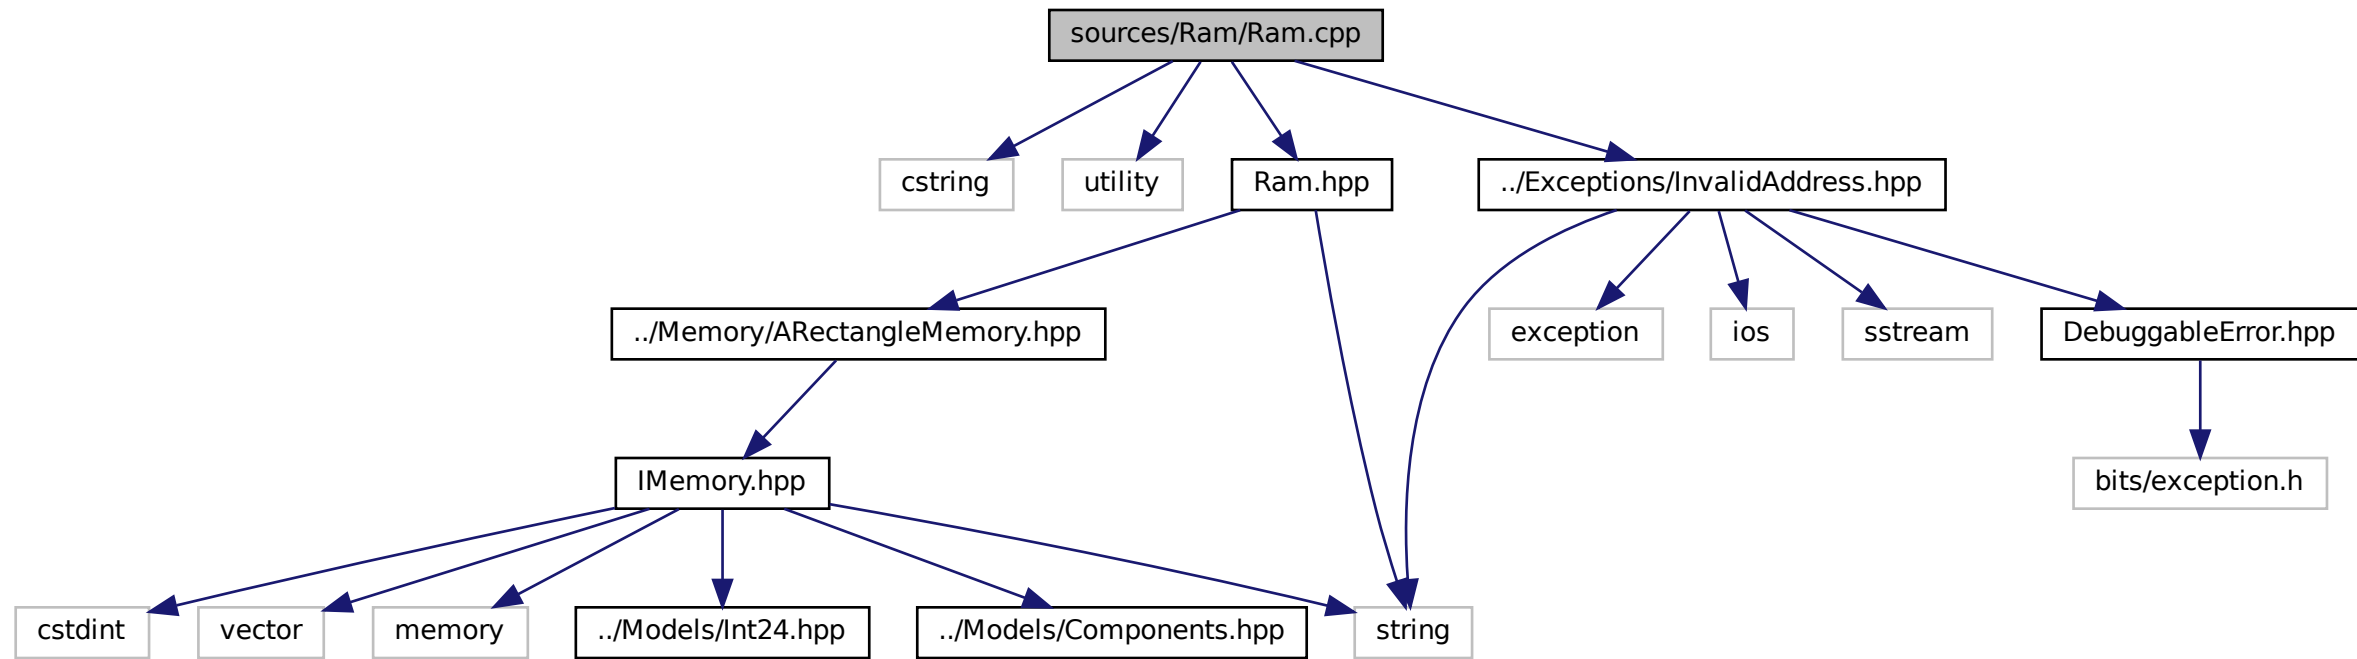 sources/Ram/Ram.cpp
cstring
utility
Ram.hpp
../Exceptions/InvalidAddress.hpp
../Memory/ARectangleMemory.hpp
exception
ios
sstream
DebuggableError.hpp
IMemory.hpp
bits/exception.h
cstdint
vector
memory
../Models/Int24.hpp
../Models/Components.hpp
string